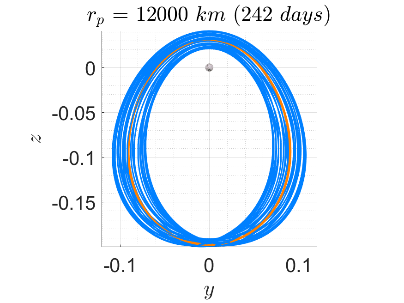 r_p = 12000 km (242 days)
0
-0.05
-0.1
-0.15
z
-0.1 0 0.1
y